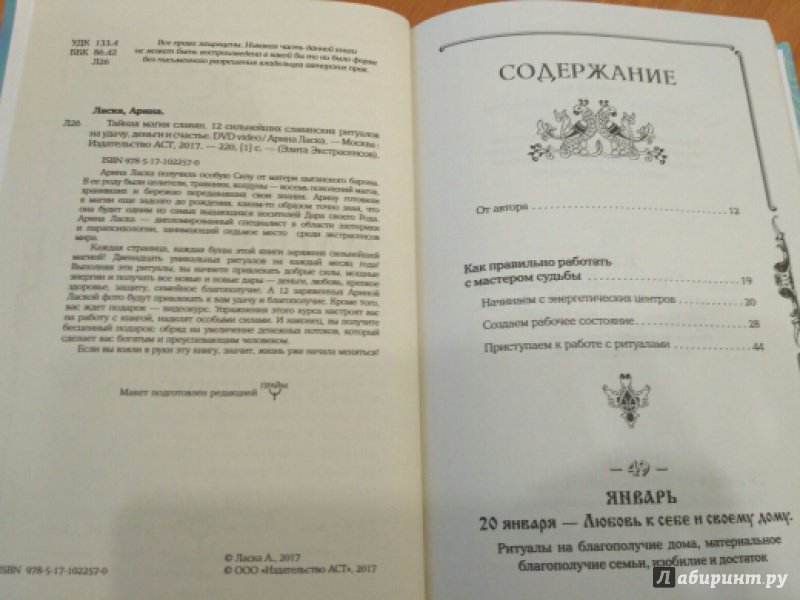 УДК 133.4
ББК 86.42
Л26
Все права защищены. Никакая часть данной книги
не может быть воспроизведена в какой бы то ни было форме
без письменного разрешения владельцев авторских прав.
Ласка, Арина.
Л26 Тайная магия славян. 12 сильнейших славянских ритуалов
на удачу, деньги и счастье. DVD video/ Арина Ласка. — Москва :
Издательство АСТ, 2017. — 220, [1] с. — (Элита Экстрасенсов).
ISBN 978-5-17-102257-0
Арина Ласка получила особую Силу от матери цыганского барона.
В ее роду были целители, травники, колдуны — восемь поколений магов,
хранивших и бережно передававших свои знания. Арину готовили
к магии еще задолго до рождения, каким-то образом точно зная, что
она будет одним из самых выдающихся носителей Дара своего Рода.
Арина Ласка — дипломированный специалист в области эзотерики
и парапсихологии, занимающий седьмое место среди экстрасенсов
мира.
Каждая страница, каждая буква этой книги заряжена сильнейшей
магией! Двенадцать уникальных ритуалов на каждый месяц года!
Выполняя эти ритуалы, вы начнете привлекать добрые силы, мощные
энергии и получать все новые и новые дары — деньги, любовь, крепкое
здоровье, защиту, семейное благополучие. А 12 заряженных Ариной
Лаской фото будут привлекать к вам удачу и благополучие. Кроме того,
вас ждет подарок — видеокурс. Упражнения этого курса настроят вас
на работу с книгой, наделят особыми силами. И наконец, вы получите
бесценный подарок: обряд на увеличение денежных потоков, который
сделает вас богатым и преуспевающим человеком.
Если вы взяли в руки эту книгу, значит, жизнь уже начала меняться!
Макет подготовлен редакцией ПРАЙМ
© Ласка А., 2017
ISBN 978-5-17-102257-0 © ООО «Издательство АСТ», 2017
СОДЕРЖАНИЕ
От автора 12
Как правильно работать
с мастером судьбы 19
Начинаем с энергетических центров 20
Создаем рабочее состояние 28
Приступаем к работе с ритуалами 44
— 49 —
ЯНВАРЬ
20 января — Любовь к себе и своему дому.
Ритуалы на благополучие дома, материальное
благополучие семьи, изобилие и достаток
Лабиринт.ру